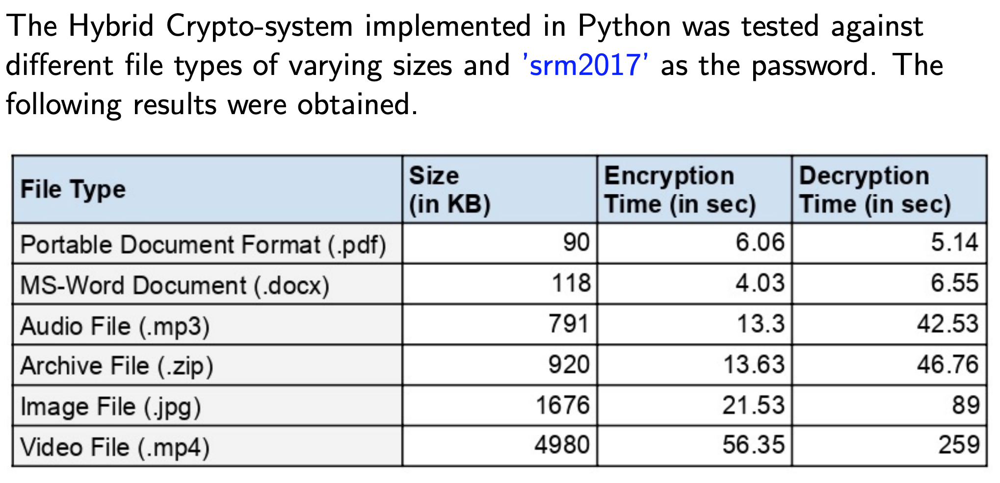 The Hybrid Crypto-system implemented in Python was tested against
different file types of varying sizes and 'srm2017' as the password. The
following results were obtained.
File Type Size (in KB) Encryption Time (in sec) Decryption Time (in sec)
Portable Document Format (.pdf) 90 6.06 5.14
MS-Word Document (.docx) 118 4.03 6.55
Audio File (.mp3) 791 13.3 42.53
Archive File (.zip) 920 13.63 46.76
Image File (.jpg) 1676 21.53 89
Video File (.mp4) 4980 56.35 259